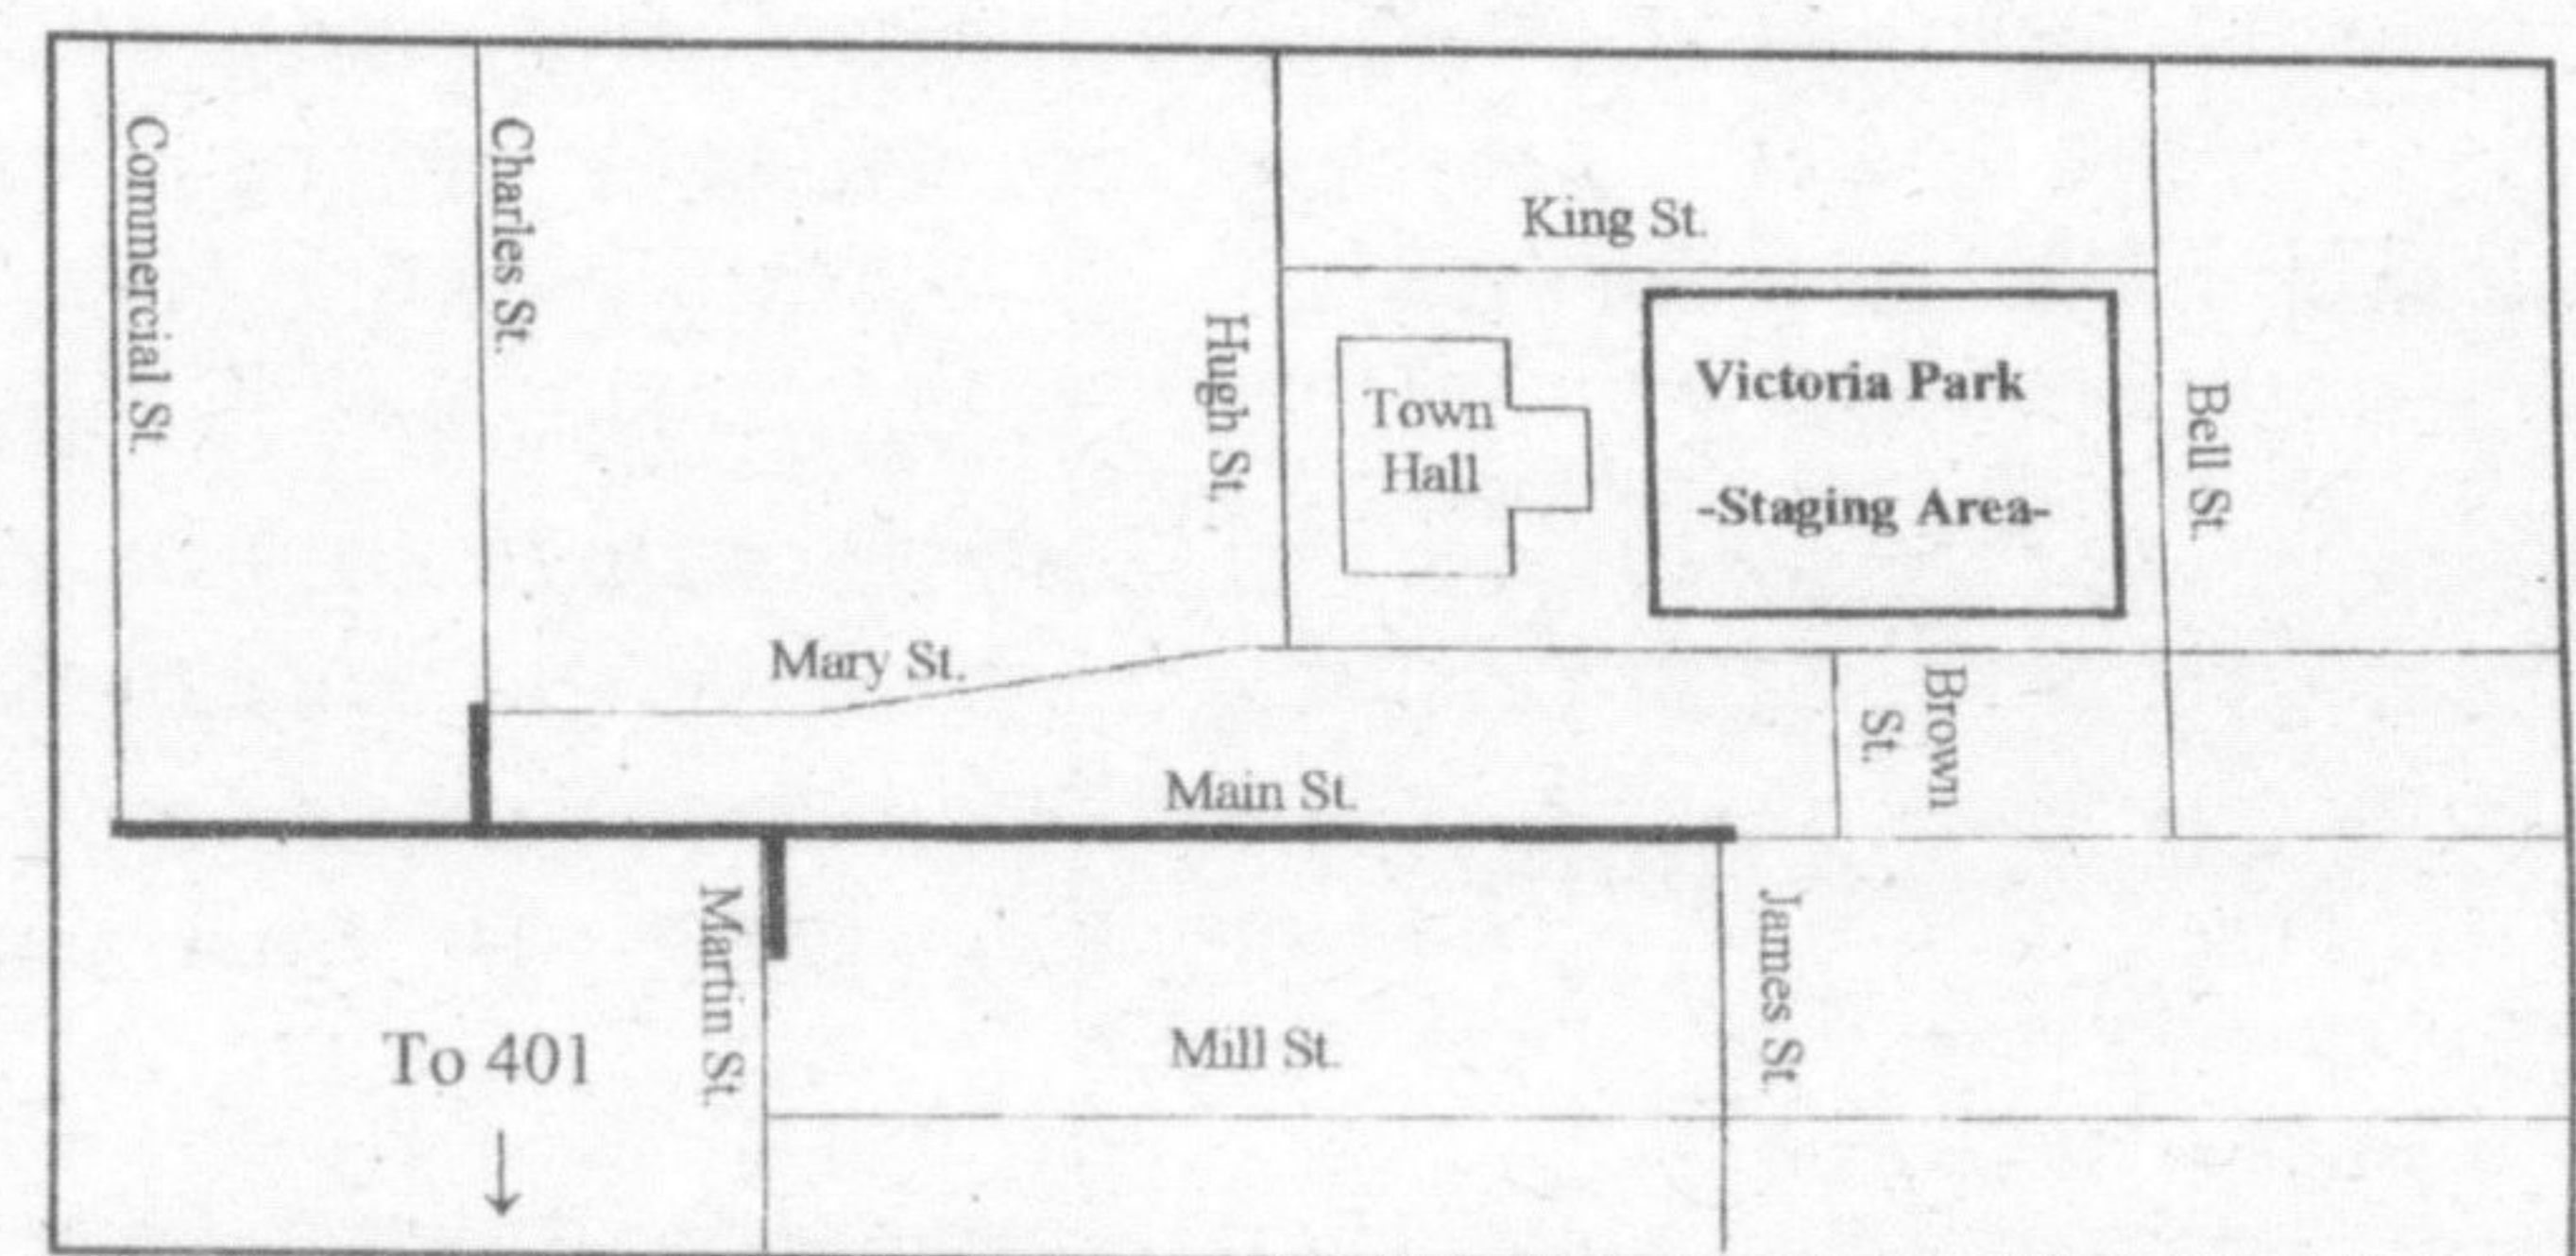 Commercial St.
Charles St.
Hugh St.
King St.
Town
Hall
Victoria Park
-Staging Area-
Bell St.
Mary St.
Brown
St.
Main St.
Martin St.
James St.
Mill St.
To 401